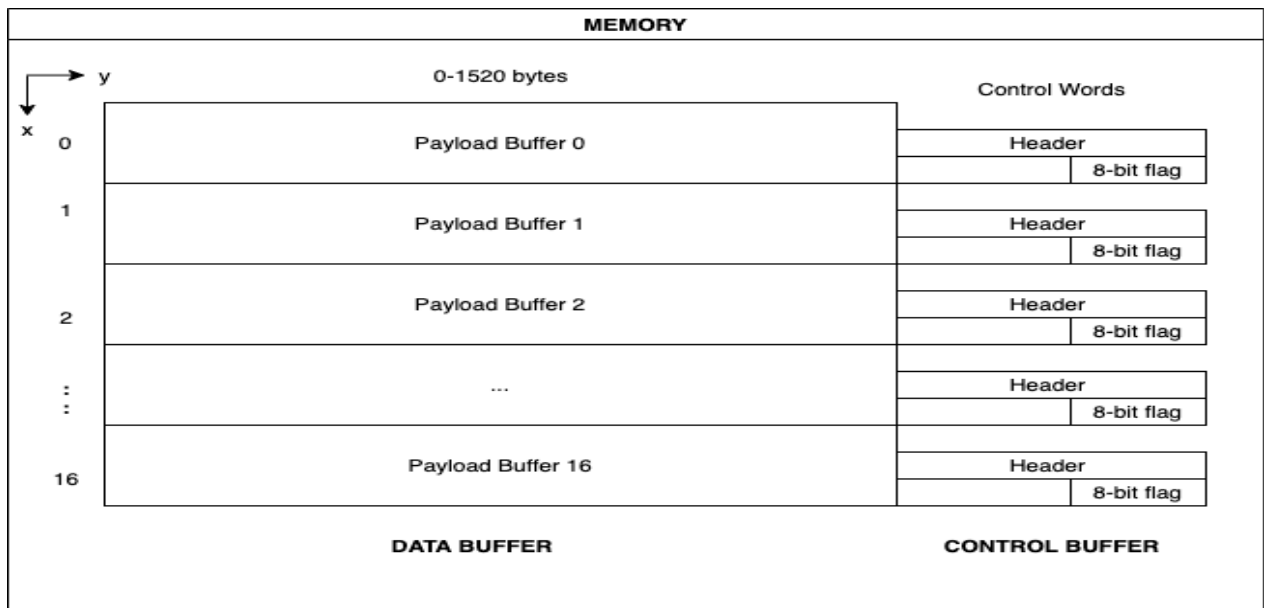 MEMORY
y
0-1520 bytes
Control Words
x
0
Payload Buffer 0
Header
8-bit flag
1
Payload Buffer 1
Header
8-bit flag
2
Payload Buffer 2
Header
8-bit flag
:
:
...
Header
8-bit flag
16
Payload Buffer 16
Header
8-bit flag
DATA BUFFER
CONTROL BUFFER